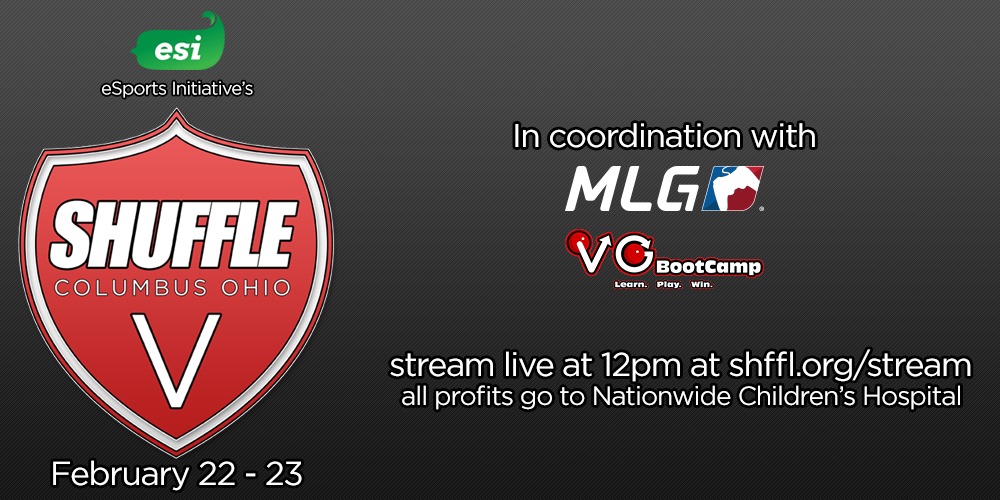 esi
eSports Initiative's
SHUFFLE
COLUMBUS OHIO
V
February 22 - 23
In coordination with
MLG
VG BootCamp
Learn. Play. Win.
stream live at 12pm at shffl.org/stream
all profits go to Nationwide Children's Hospital